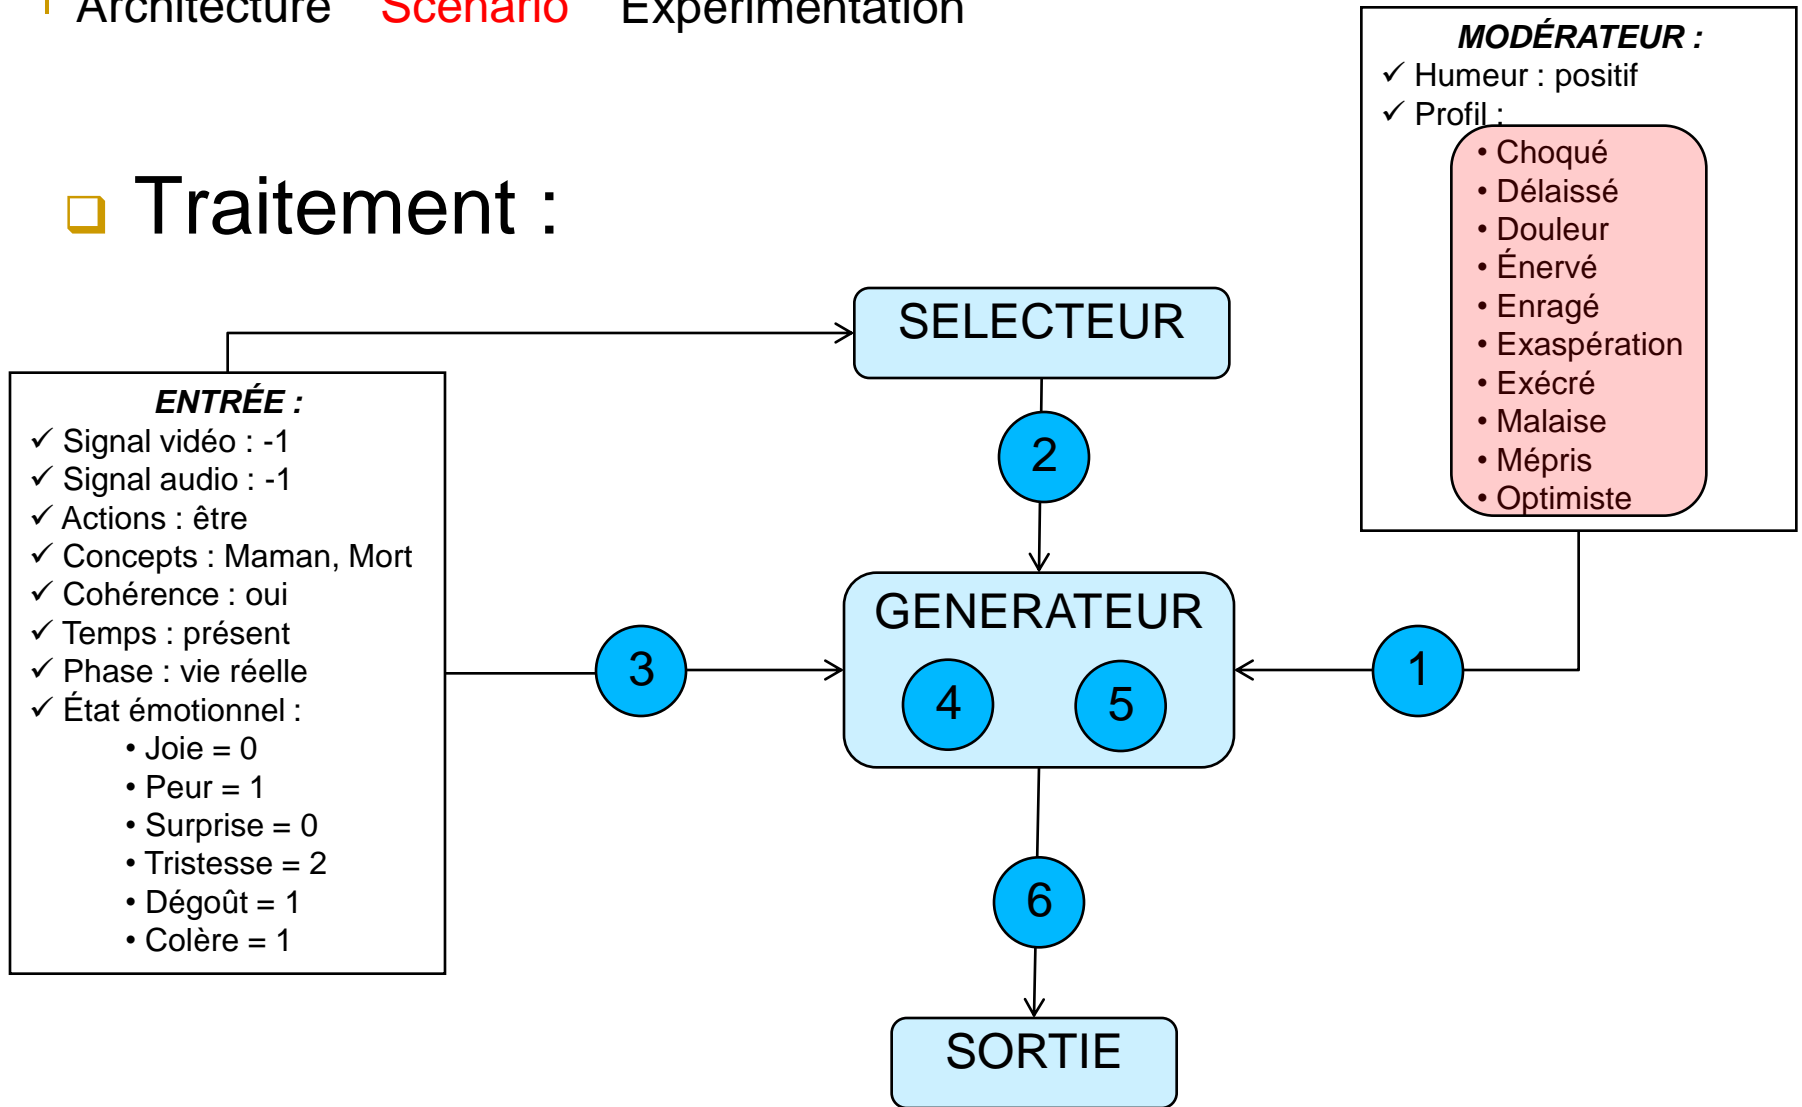 Architecture Scénario Expérimentation
Traitement :
MODÉRATEUR :
✓ Humeur : positif
✓ Profil :
• Choqué
• Délaissé
• Douleur
• Énervé
• Enragé
• Exaspération
• Exécré
• Malaise
• Mépris
• Optimiste
SELECTEUR
ENTRÉE :
✓ Signal vidéo : -1
✓ Signal audio : -1
✓ Actions : être
✓ Concepts : Maman, Mort
✓ Cohérence : oui
✓ Temps : présent
✓ Phase : vie réelle
✓ État émotionnel :
• Joie = 0
• Peur = 1
• Surprise = 0
• Tristesse = 2
• Dégoût = 1
• Colère = 1
2
GENERATEUR
3
4
5
1
6
SORTIE